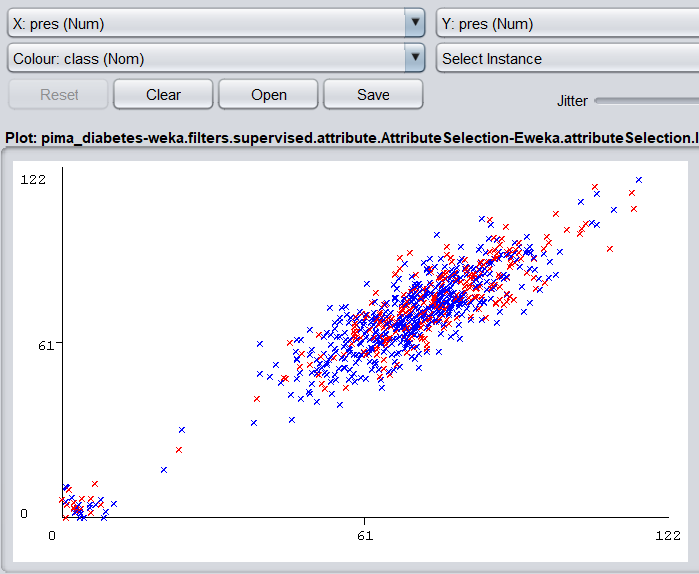 X: pres (Num) Y: pres (Num)
Colour: class (Nom) Select Instance
Reset Clear Open Save Jitter
Plot: pima_diabetes-weka.filters.supervised.attribute.AttributeSelection-Eweka.attributeSelection.
122
61
0
0 61 122